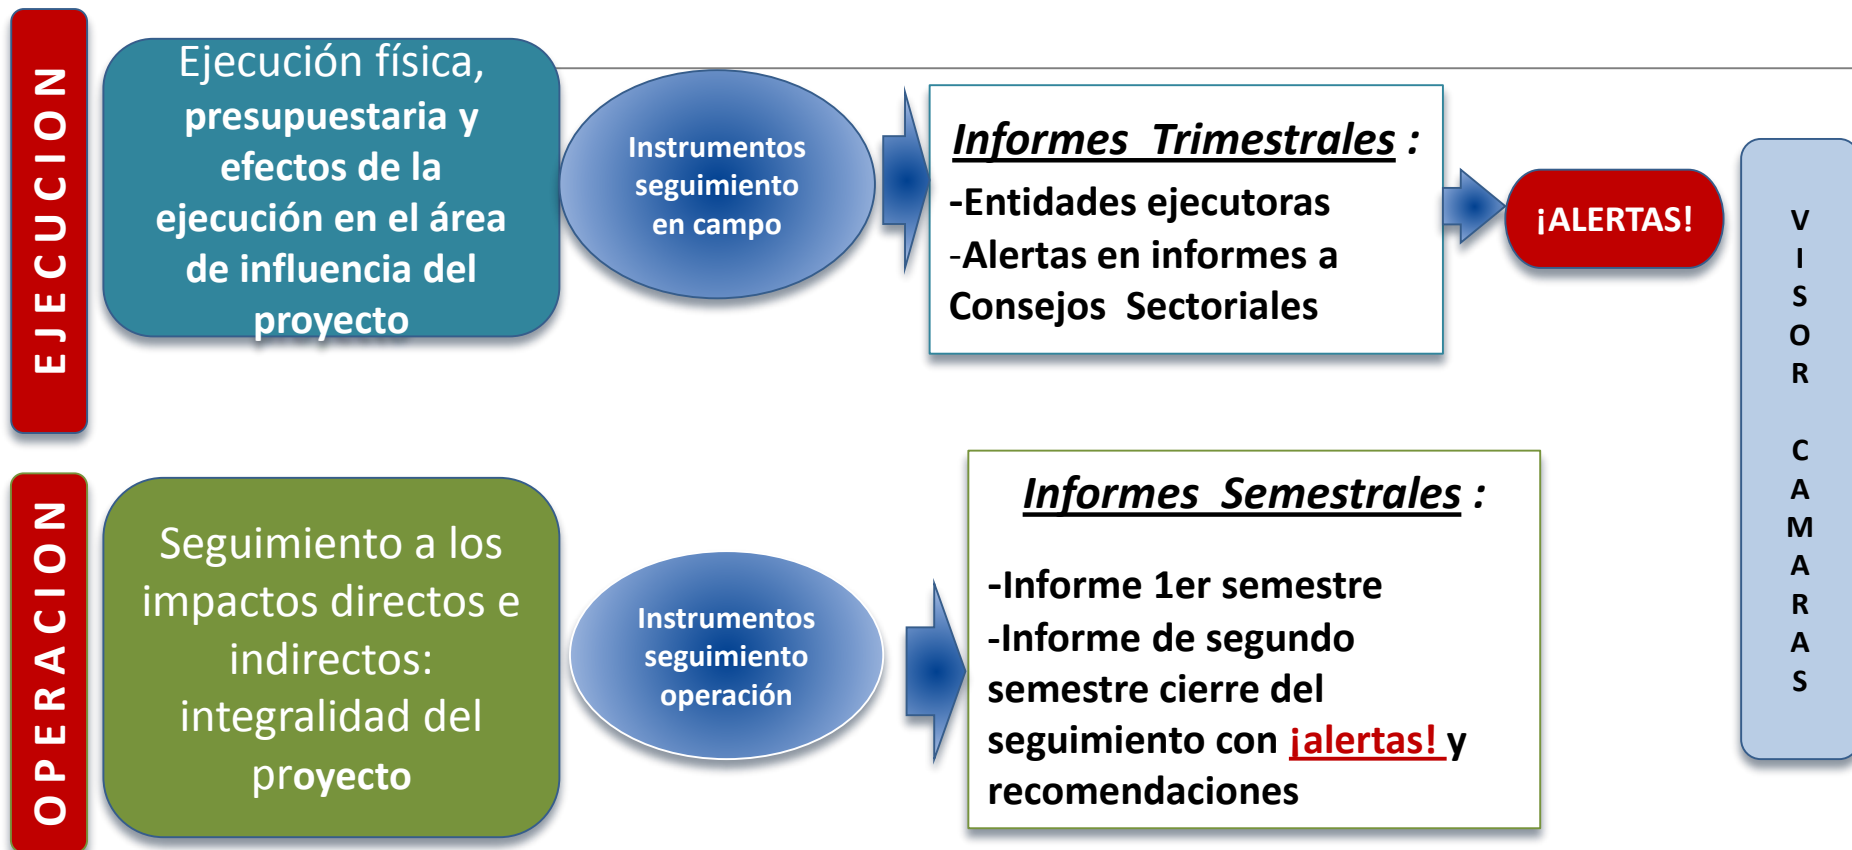 EJECUCION
Ejecución física,
presupuestaria y
efectos de la
ejecución en el área
de influencia del
proyecto
Instrumentos
seguimiento
en campo
Informes Trimestrales :
-Entidades ejecutoras
-Alertas en informes a
Consejos Sectoriales
¡ALERTAS!
VISOR CAMARAS
OPERACION
Seguimiento a los
impactos directos e
indirectos:
integralidad del
proyecto
Instrumentos
seguimiento
operación
Informes Semestrales :
-Informe 1er semestre
-Informe de segundo
semestre cierre del
seguimiento con ¡alertas! y
recomendaciones